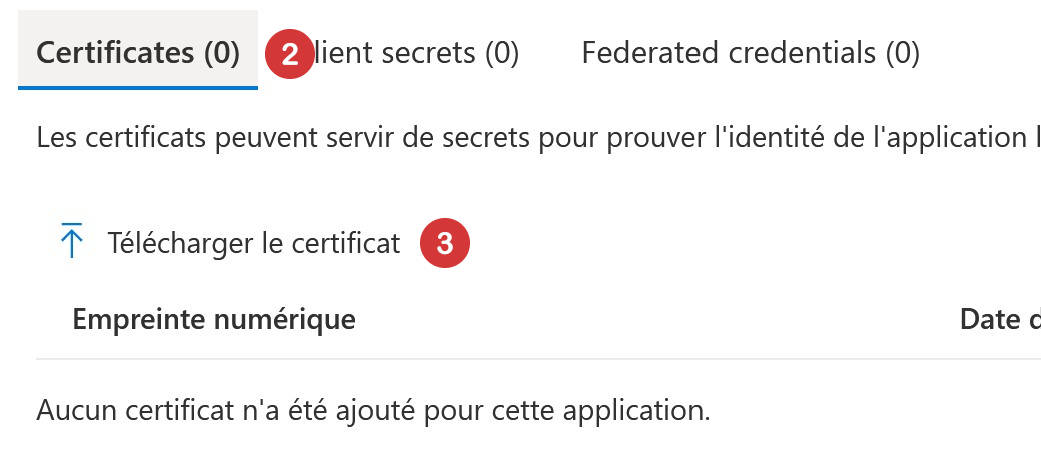 Certificates (0) 2 lient secrets (0) Federated credentials (0)
Les certificats peuvent servir de secrets pour prouver l'identité de l'application
Télécharger le certificat 3
Empreinte numérique Date
Aucun certificat n'a été ajouté pour cette application.